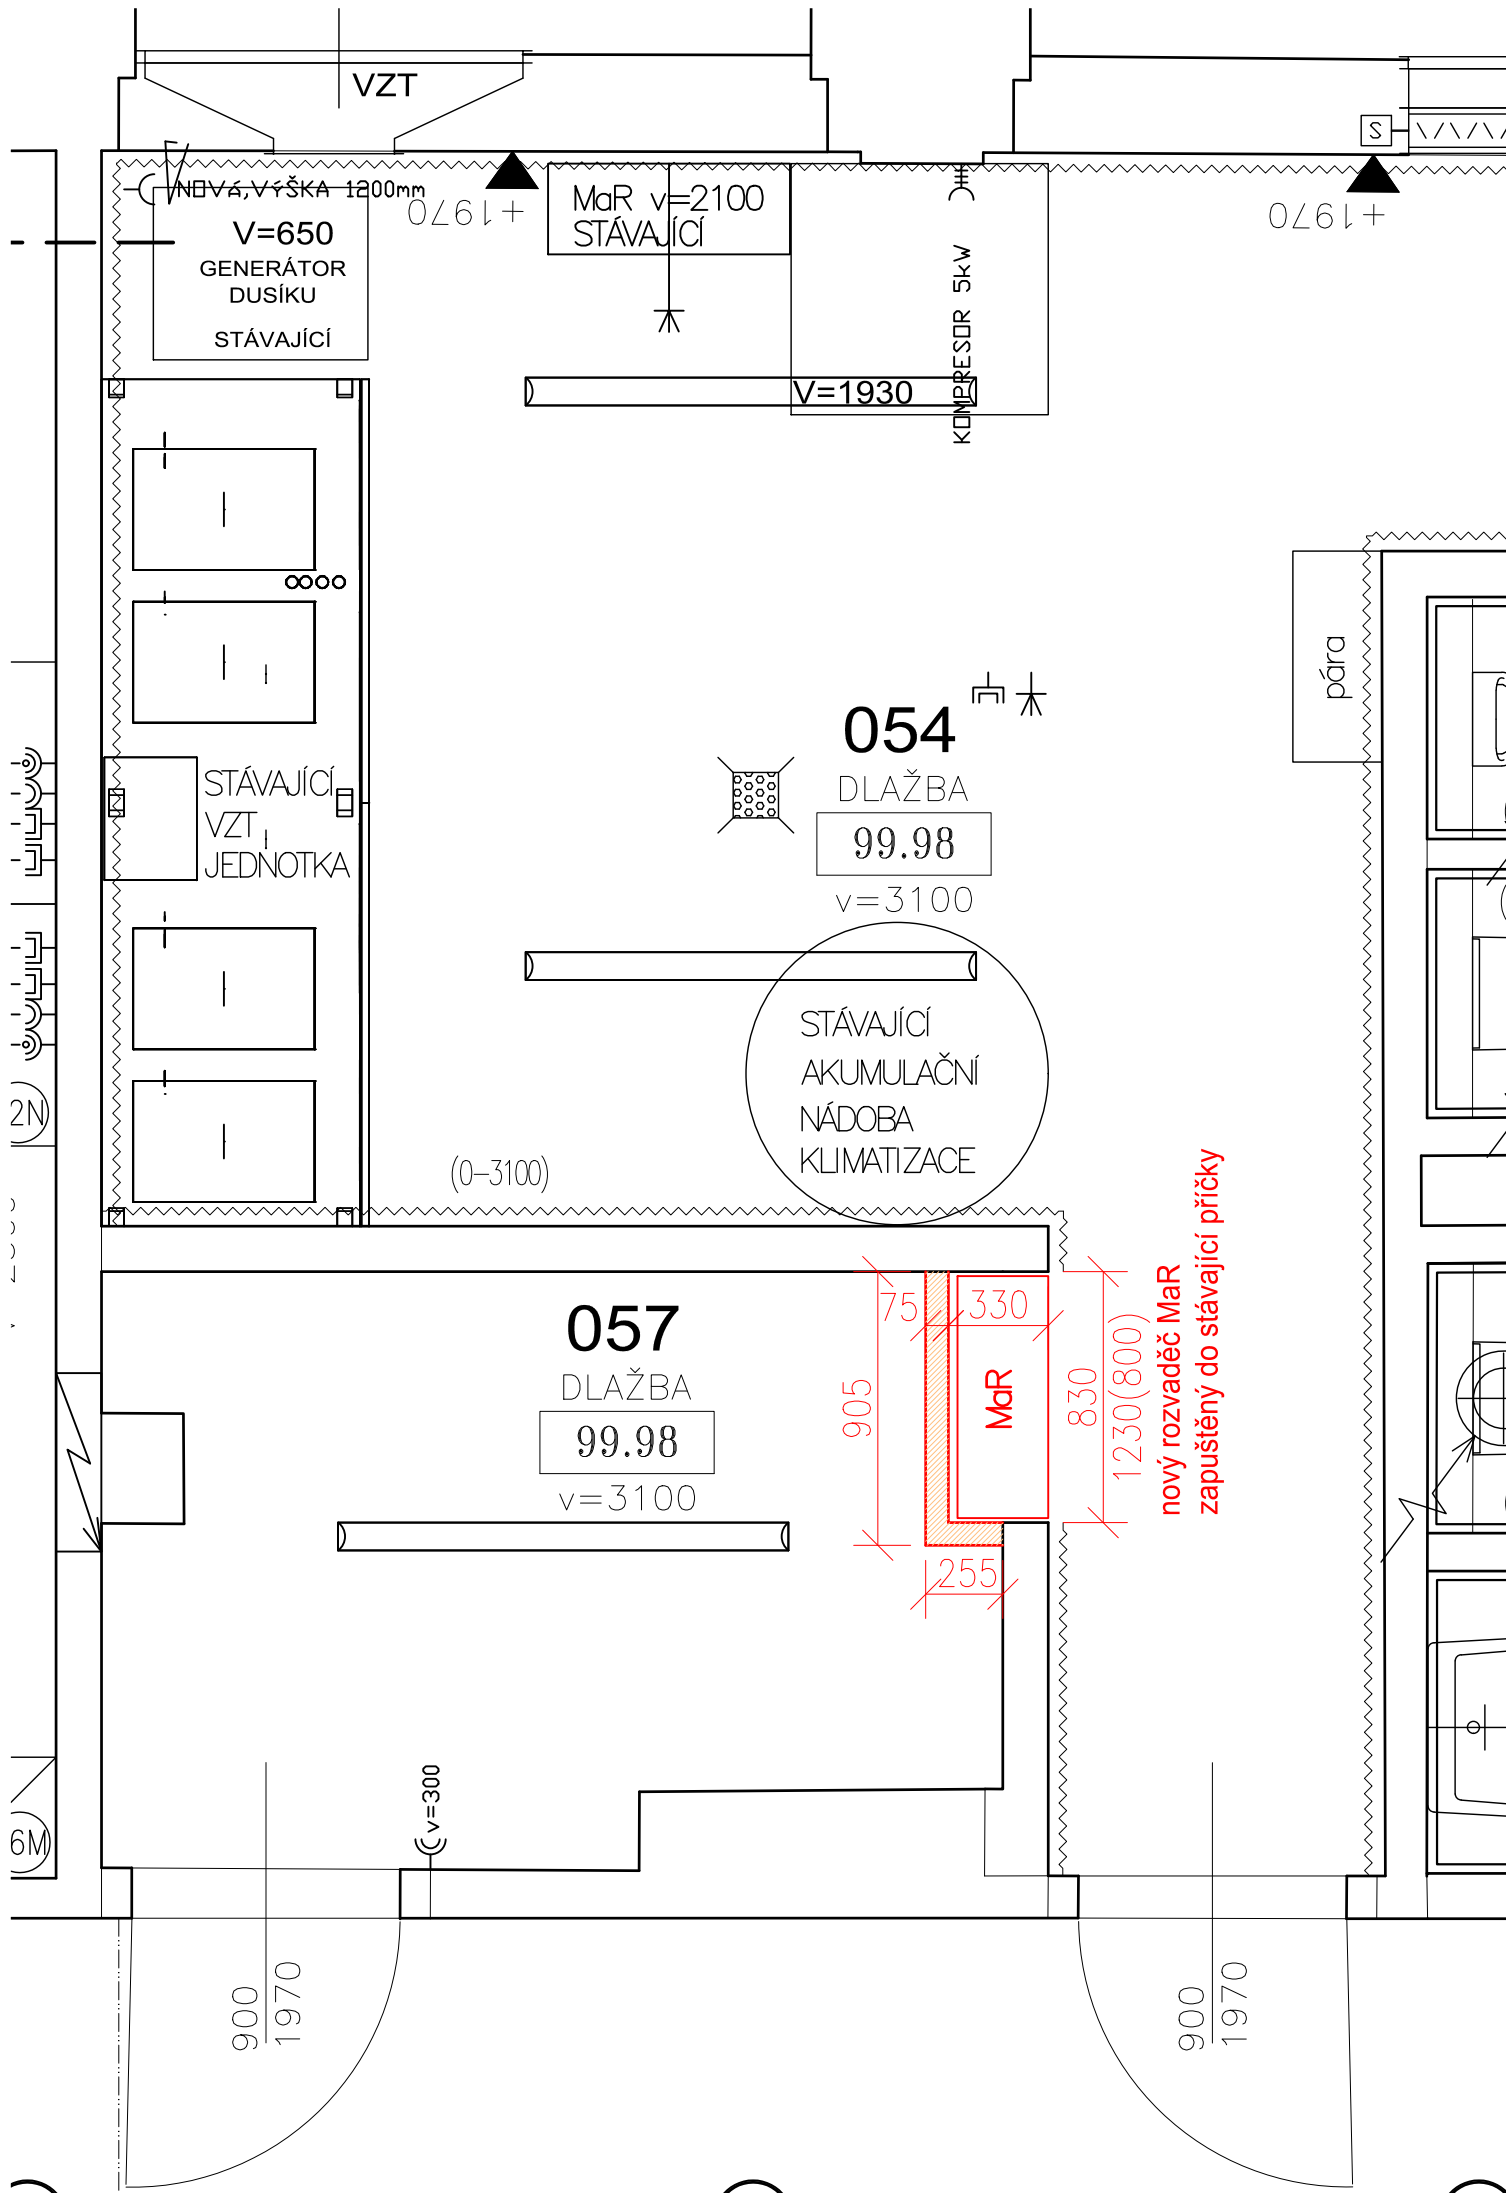 VZT
S
NOVÁ,VÝŠKA 1200mm
+1970
MaR v=2100
STÁVAJÍCÍ
+1970
V=650
GENERÁTOR
DUSÍKU
STÁVAJÍCÍ
KOMPRESOR 5kW
V=1930
pára
054
DLAŽBA
99.98
v=3100
STÁVAJÍCÍ
VZT
JEDNOTKA
STÁVAJÍCÍ
AKUMULAČNÍ
NÁDOBA
KLIMATIZACE
2N
(0-3100)
057
DLAŽBA
99.98
v=3100
75
330
905
MaR
830
1230(800)
nový rozvaděč MaR
zapuštěný do stávající příčky
255
v=300
6M
900
1970
900
1970